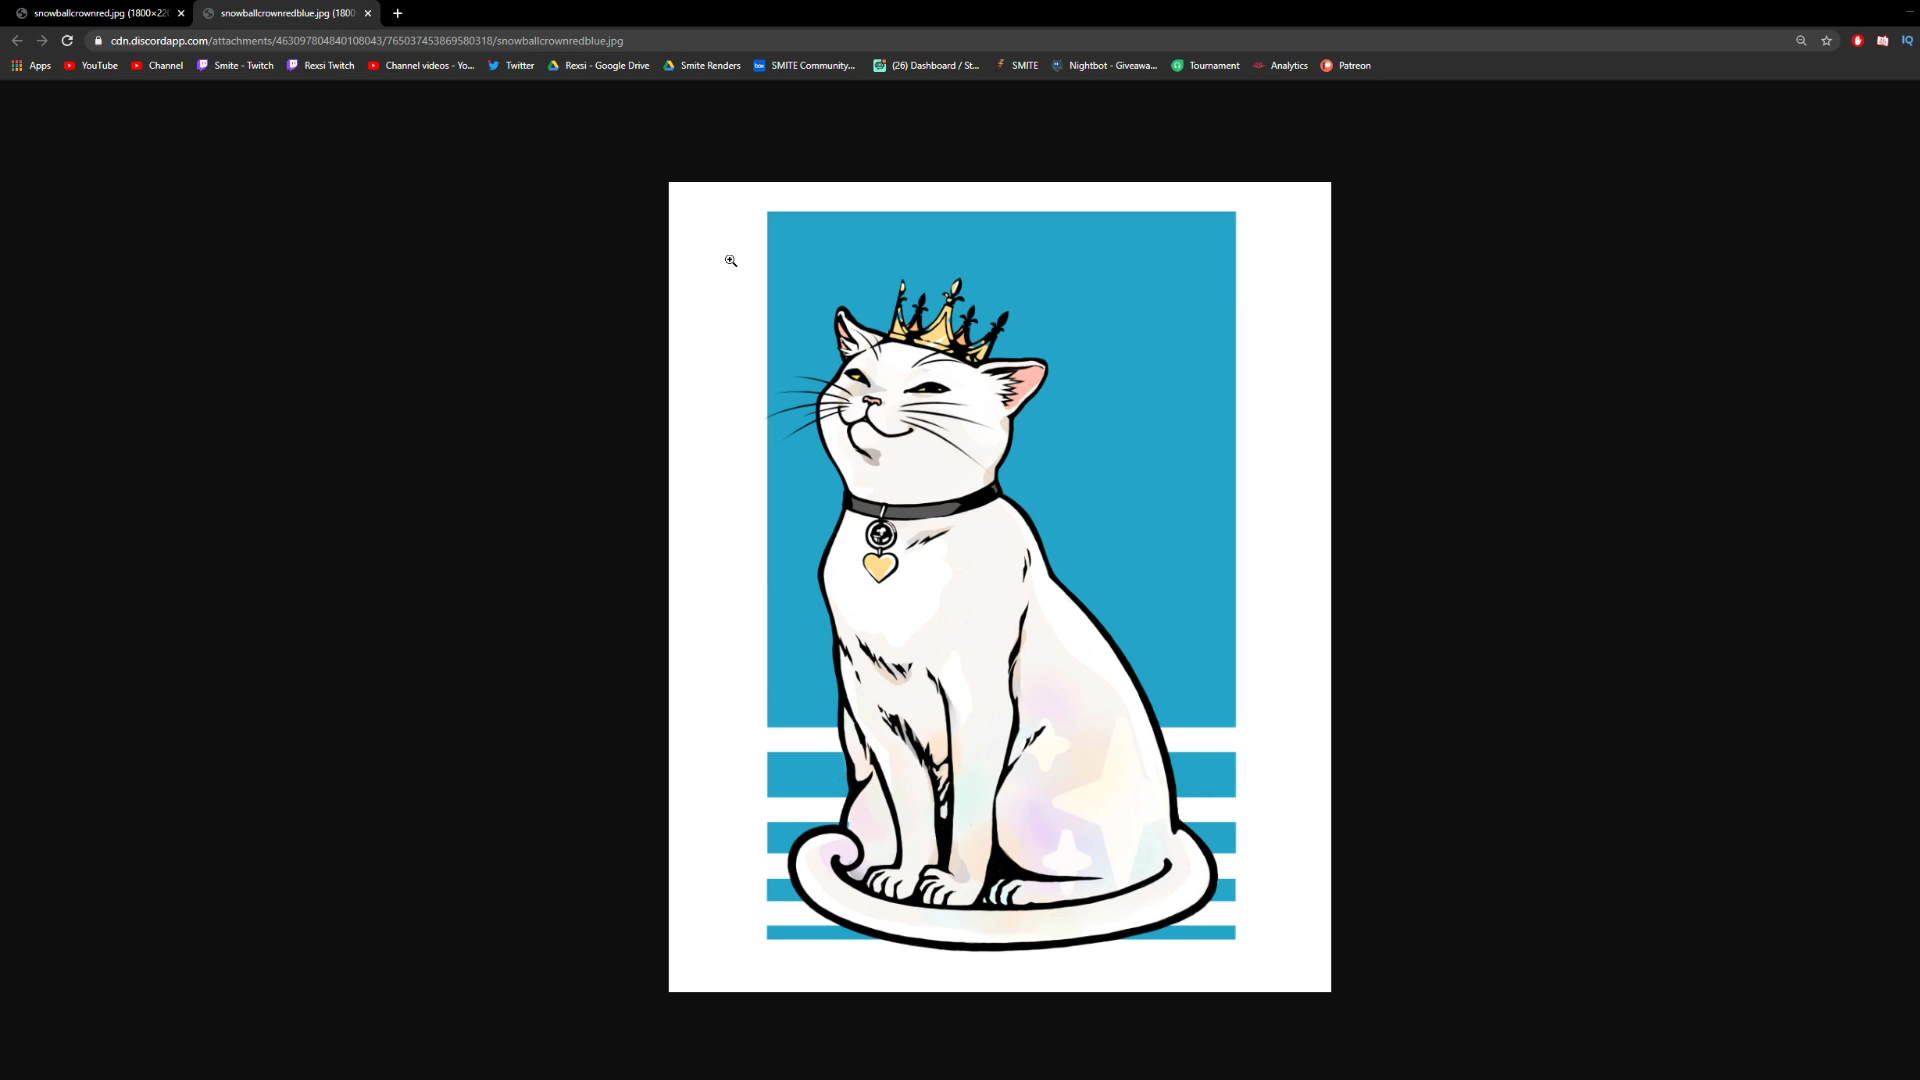 snowballcrownred.jpg (1800×22
snowballcrownredblue.jpg (1800
cdn.discordapp.com/attachments/463097804840108043/765037453869580318/snowballcrownredblue.jpg
IQ
Apps YouTube Channel Smite - Twitch Rexsi Twitch Channel videos - Yo... Twitter Rexsi - Google Drive Smite Renders SMITE Community... (26) Dashboard / St... SMITE Nightbot - Giveawa... Tournament Analytics Patreon